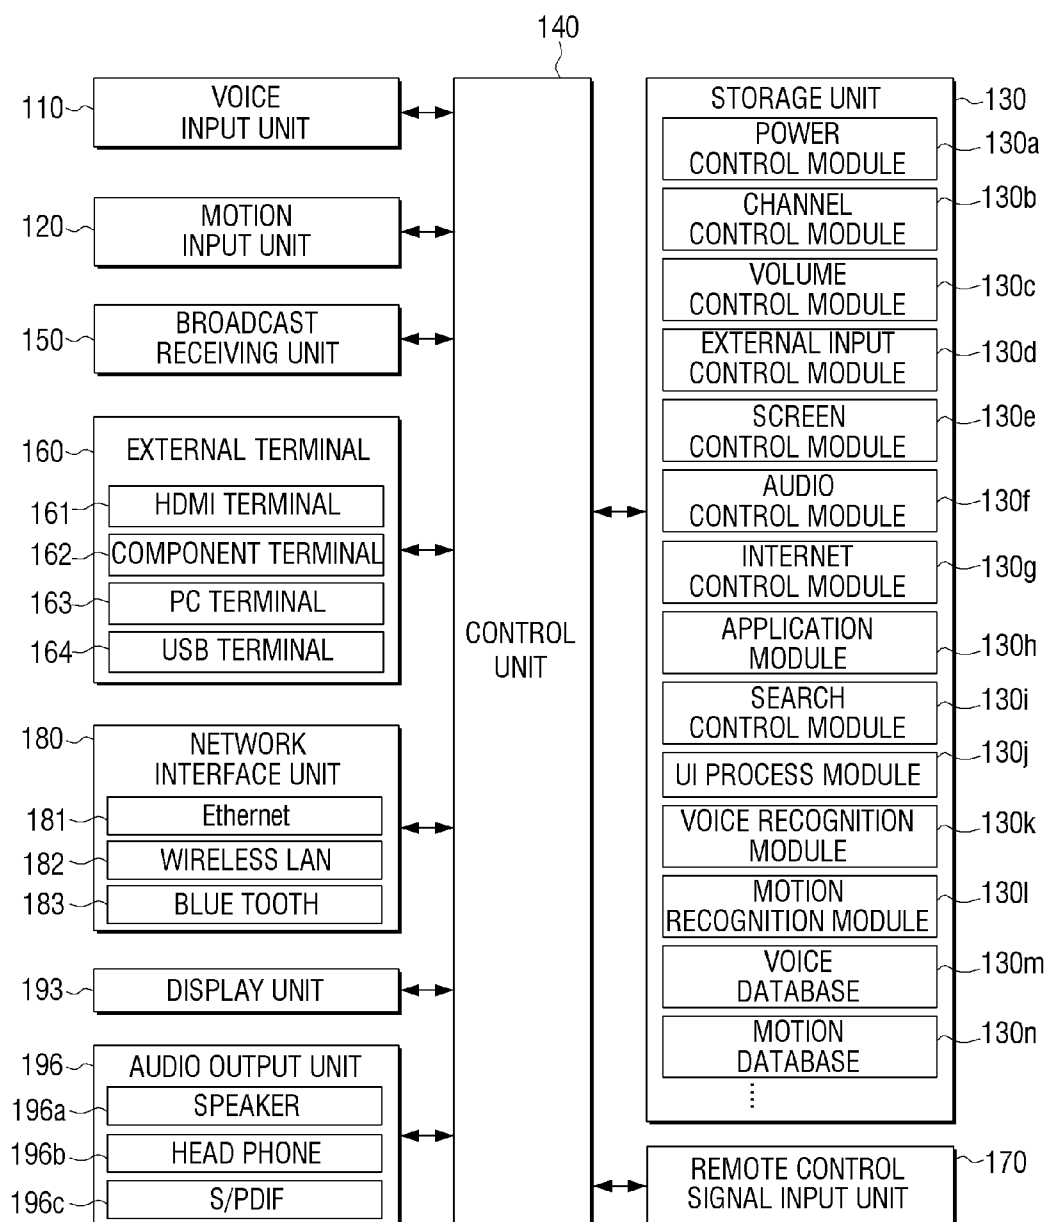 140
110
VOICE
INPUT UNIT
120
MOTION
INPUT UNIT
150
BROADCAST
RECEIVING UNIT
160
EXTERNAL TERMINAL
161
HDMI TERMINAL
162
COMPONENT TERMINAL
163
PC TERMINAL
164
USB TERMINAL
180
NETWORK
INTERFACE UNIT
181
Ethernet
182
WIRELESS LAN
183
BLUE TOOTH
193
DISPLAY UNIT
196
AUDIO OUTPUT UNIT
196a
SPEAKER
196b
HEAD PHONE
196c
S/PDIF
CONTROL
UNIT
STORAGE UNIT
130
POWER
CONTROL MODULE
130a
CHANNEL
CONTROL MODULE
130b
VOLUME
CONTROL MODULE
130c
EXTERNAL INPUT
CONTROL MODULE
130d
SCREEN
CONTROL MODULE
130e
AUDIO
CONTROL MODULE
130f
INTERNET
CONTROL MODULE
130g
APPLICATION
MODULE
130h
SEARCH
CONTROL MODULE
130i
UI PROCESS MODULE
130j
VOICE RECOGNITION
MODULE
130k
MOTION
RECOGNITION MODULE
130l
VOICE
DATABASE
130m
MOTION
DATABASE
130n
REMOTE CONTROL
SIGNAL INPUT UNIT
170